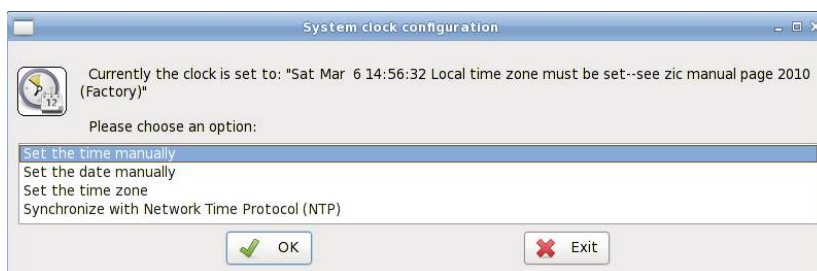 System clock configuration
Currently the clock is set to: "Sat Mar 6 14:56:32 Local time zone must be set--see zic manual page 2010
(Factory)"
Please choose an option:
Set the time manually
Set the date manually
Set the time zone
Synchronize with Network Time Protocol (NTP)
OK
Exit